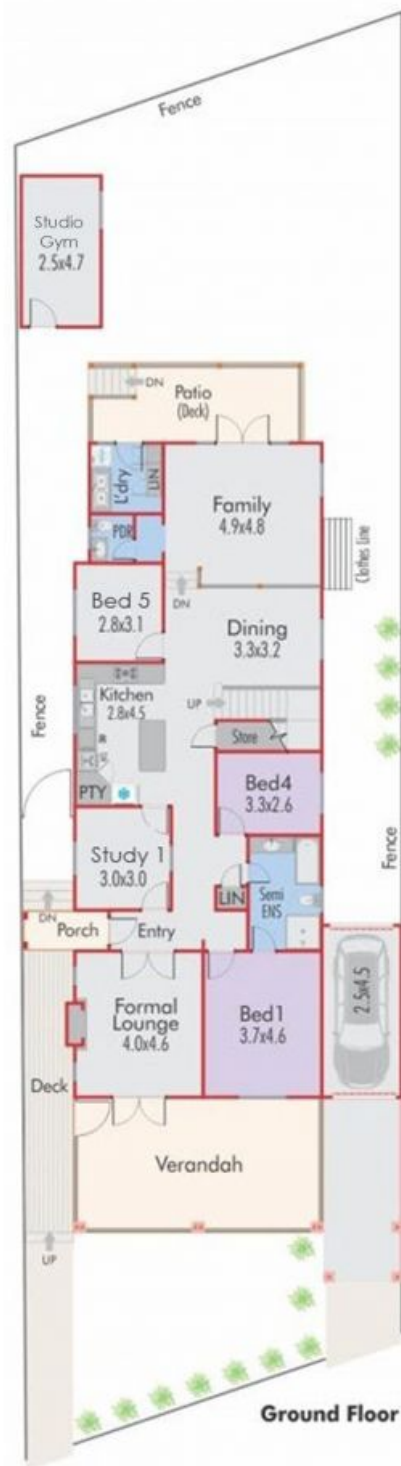 Fence
Studio
Gym
2.5x4.7
DN
Patio
(Deck)
L'dry
LIN
Family
4.9x4.8
PDR
Clothes Line
Bed 5
2.8x3.1
DN
Dining
3.3x3.2
Kitchen
2.8x4.5
UP
Fence
Store
PTY
Bed4
3.3x2.6
Study 1
3.0x3.0
Fence
LIN
Semi
ENS
DN
Porch
Entry
2.5x4.5
Formal
Lounge
4.0x4.6
Bed1
3.7x4.6
Deck
Verandah
UP
Ground Floor